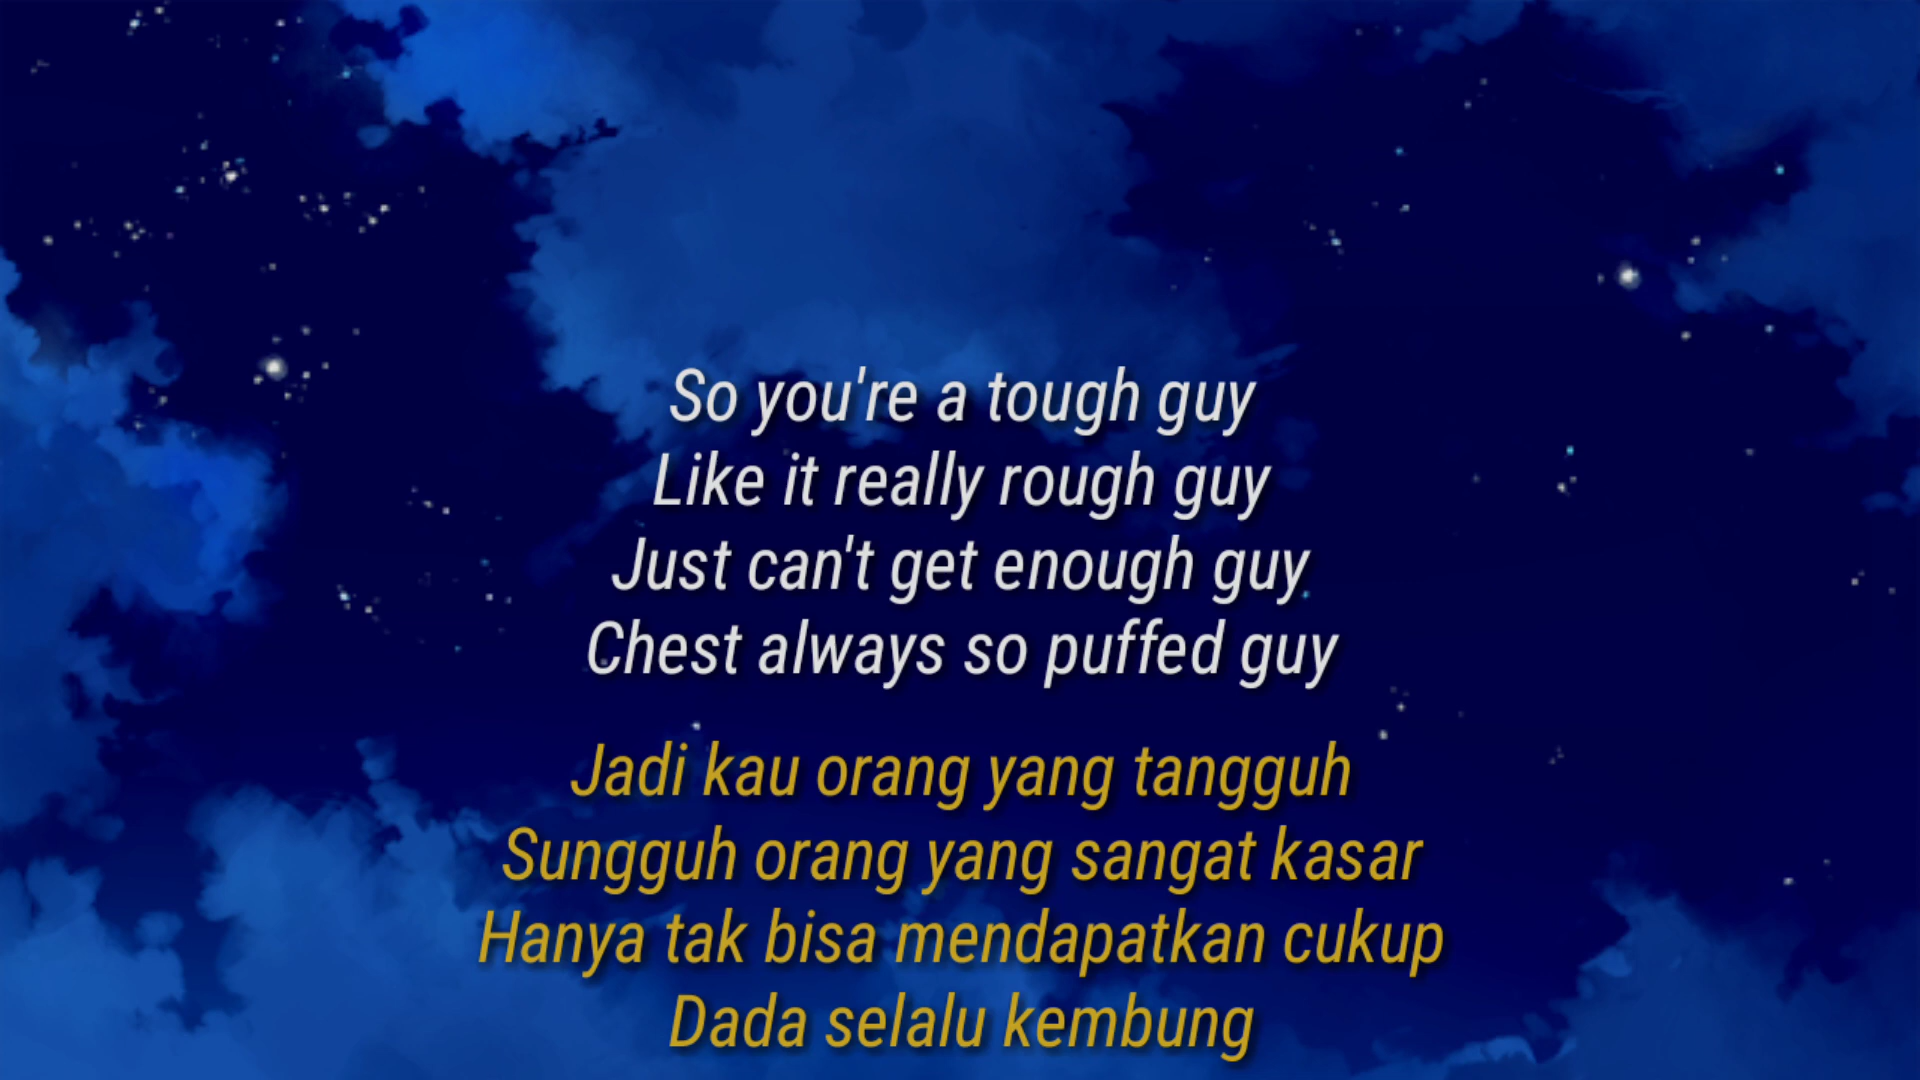 So you're a tough guy
Like it really rough guy
Just can't get enough guy
Chest always so puffed guy
Jadi kau orang yang tangguh
Sungguh orang yang sangat kasar
Hanya tak bisa mendapatkan cukup
Dada selalu kembung